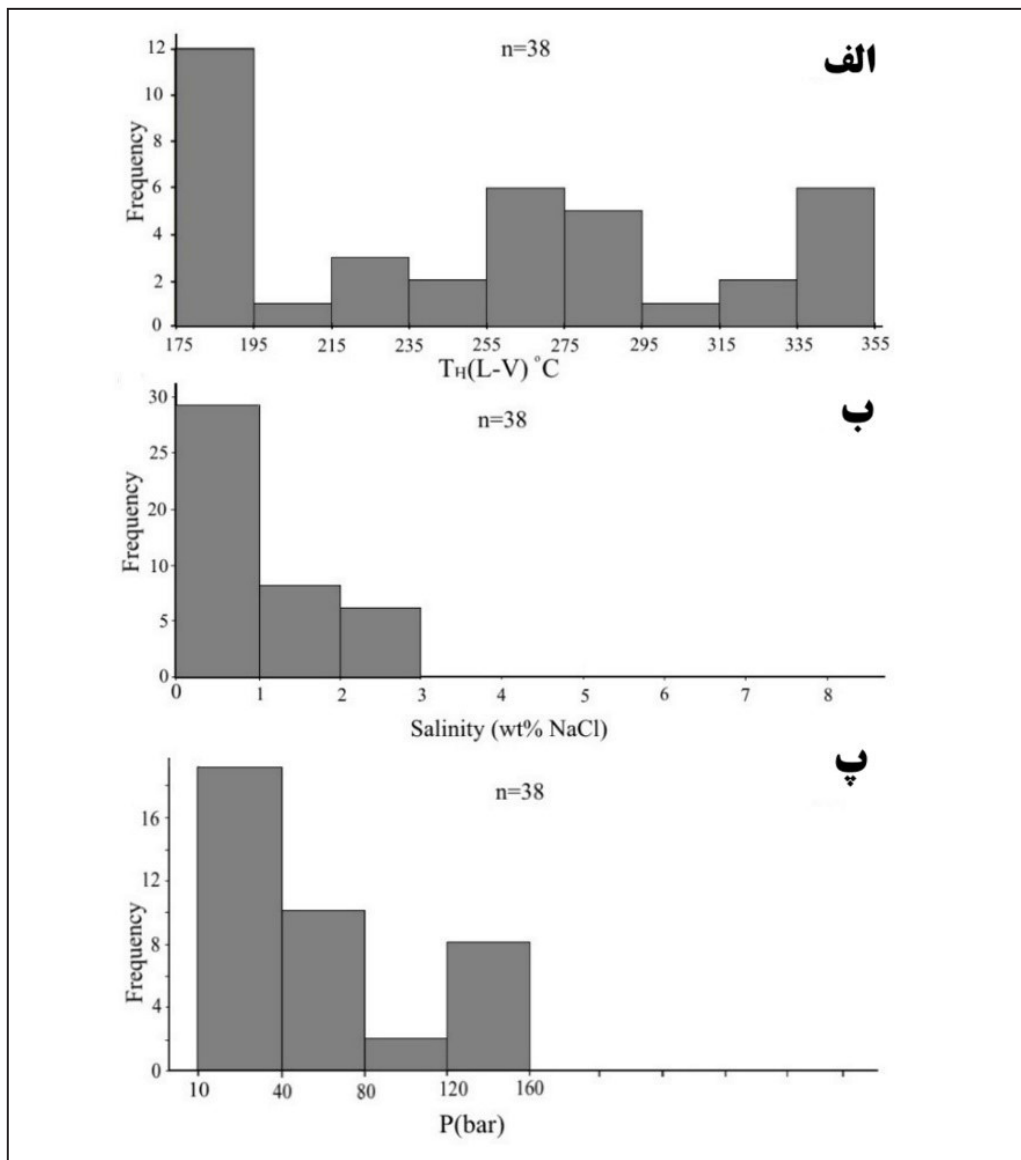 الف
n=38
Frequency
12
10
8
6
4
2
0
175 195 215 235 255 275 295 315 335 355
TH(L-V) °C
ب
n=38
Frequency
30
25
20
10
5
0
0 1 2 3 4 5 6 7 8
Salinity (wt% NaCl)
پ
n=38
Frequency
16
12
8
4
0
10 40 80 120 160
P(bar)